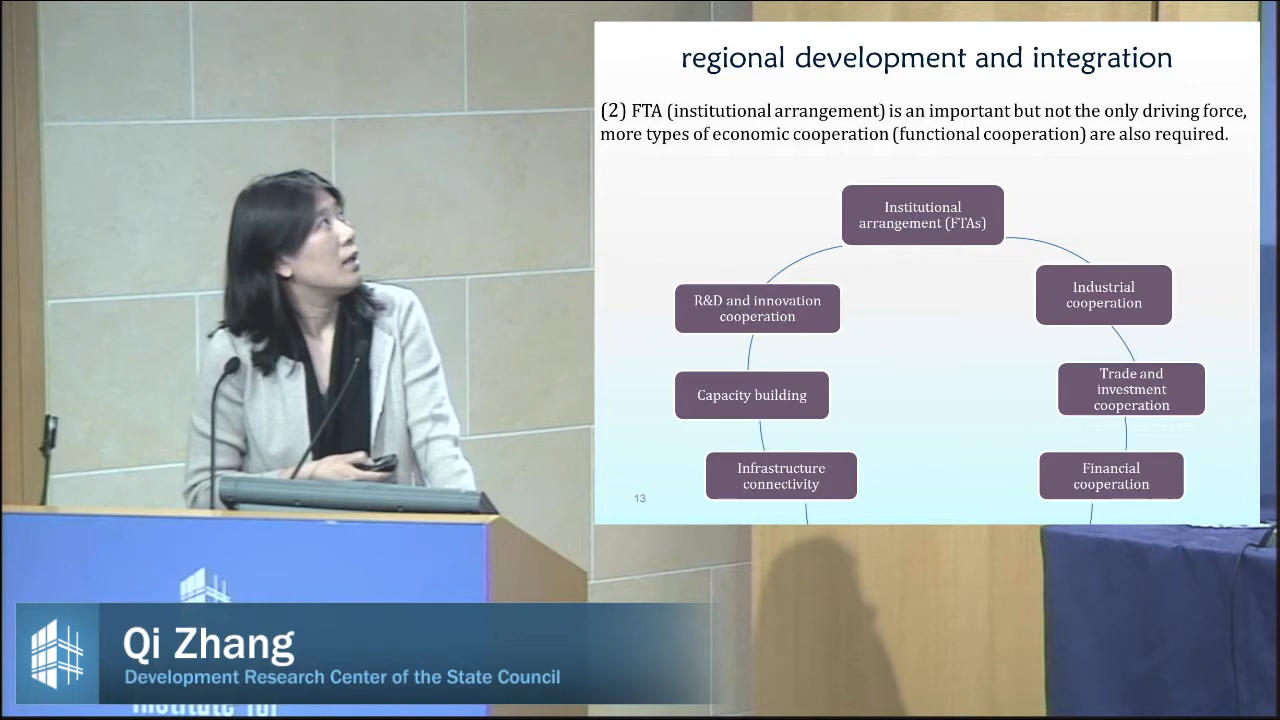 regional development and integration
(2) FTA (institutional arrangement) is an important but not the only driving force,
more types of economic cooperation (functional cooperation) are also required.
Institutional
arrangement (FTAs)
R&D and innovation
cooperation
Industrial
cooperation
Capacity building
Trade and
investment
cooperation
Infrastructure
connectivity
Financial
cooperation
13
Qi Zhang
Development Research Center of the State Council
Institute for